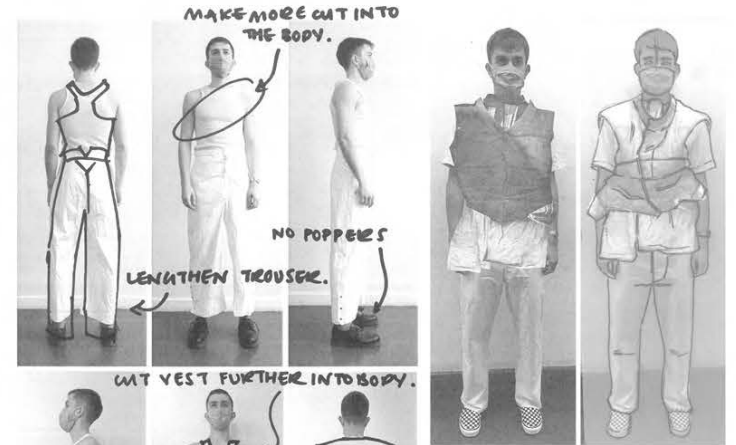 MAKE MORE CUT INTO
THE BODY.
NO POPPERS
LENGTHEN TROUSER.
CUT VEST FURTHER INTO BODY.